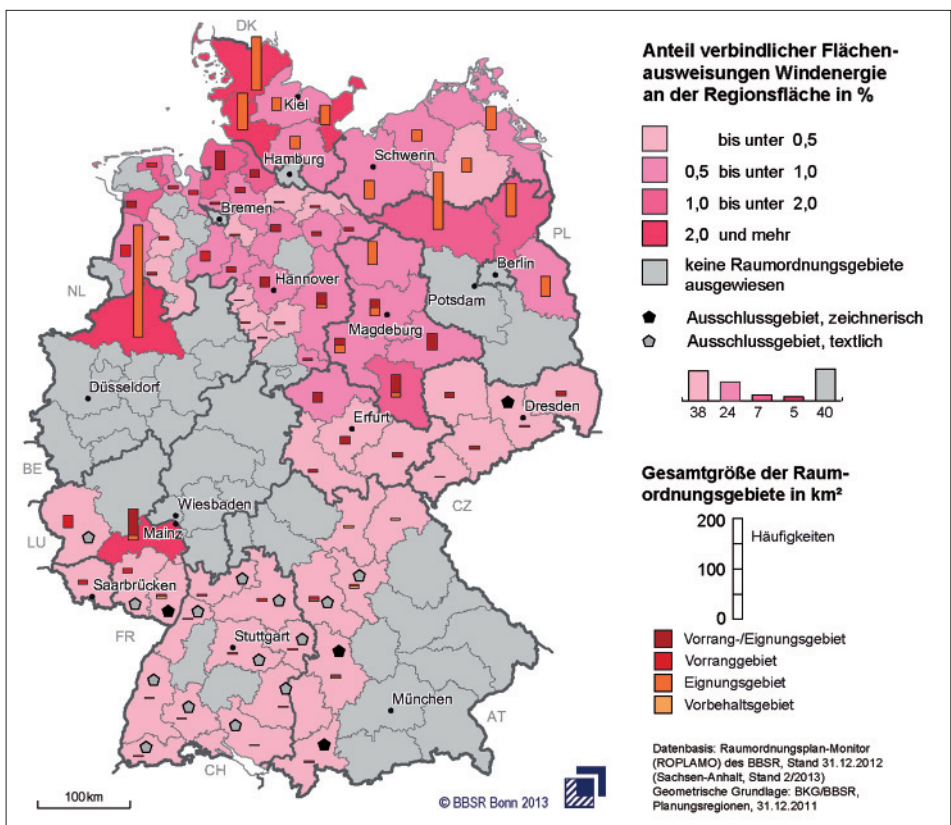 Anteil verbindlicher Flächen-
ausweisungen Windenergie
an der Regionsfläche in %
bis unter 0,5
0,5 bis unter 1,0
1,0 bis unter 2,0
2,0 und mehr
keine Raumordnungsgebiete
ausgewiesen
Ausschlussgebiet, zeichnerisch
Ausschlussgebiet, textlich
38 24 7 5 40
Gesamtgröße der Raum-
ordnungsgebiete in km²
200
Häufigkeiten
100
0
Vorrang-/Eignungsgebiet
Vorranggebiet
Eignungsgebiet
Vorbehaltsgebiet
Datenbasis: Raumordnungsplan-Monitor
(ROPLAMO) des BBSR, Stand 31.12.2012
(Sachsen-Anhalt, Stand 2/2013)
Geometrische Grundlage: BKG/BBSR,
Planungsregionen, 31.12.2011
DK
Kiel
Hamburg
Schwerin
Bremen
PL
Berlin
Hannover
Potsdam
NL
Magdeburg
Düsseldorf
Dresden
Erfurt
BE
CZ
Wiesbaden
LU
Mainz
Saarbrücken
FR
Stuttgart
München
AT
CH
100 km
© BBSR Bonn 2013